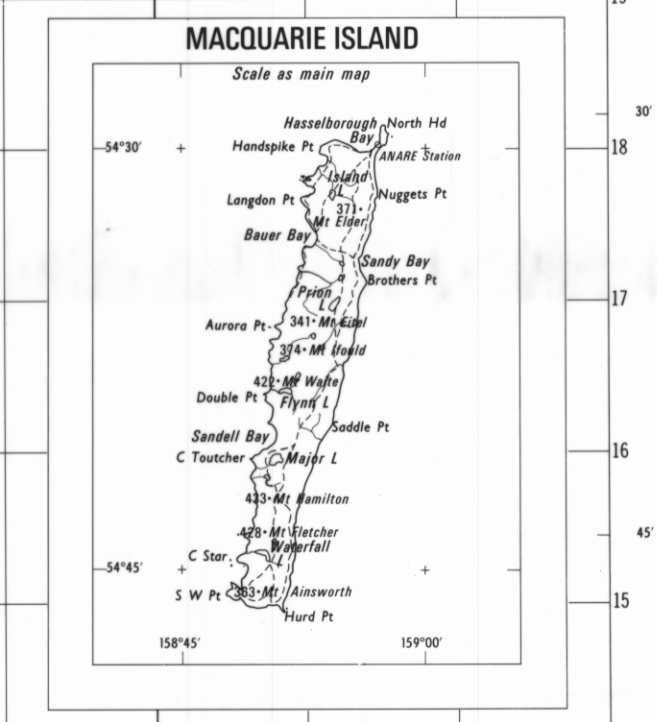 15
MACQUARIE ISLAND
Scale as main map
Hasselborough
Bay
North Hd
30'
54°30'
Handspike Pt
18
ANARE Station
Island
L
Langdon Pt
Nuggets Pt
371
Mt Elder
Bauer Bay
Sandy Bay
Brothers Pt
Prion
L
17
Aurora Pt
341 Mt Eitel
374 Mt Ifould
422 Mt Waite
Double Pt
Flynn L
Saddle Pt
Sandell Bay
16
C Toutcher
Major L
433 Mt Hamilton
428 Mt Fletcher
45'
Waterfall
L
C Star
54°45'
S W Pt
363 Mt Ainsworth
15
Hurd Pt
158°45'
159°00'